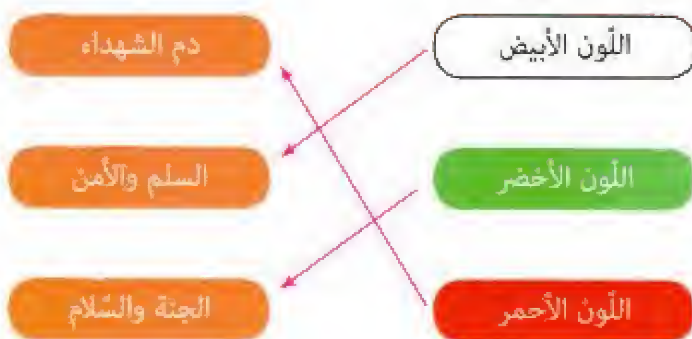 اللّون الأبيض
دم الشهداء
اللّون الأخضر
السلم والأمن
اللّون الأحمر
الجنة والسّلام